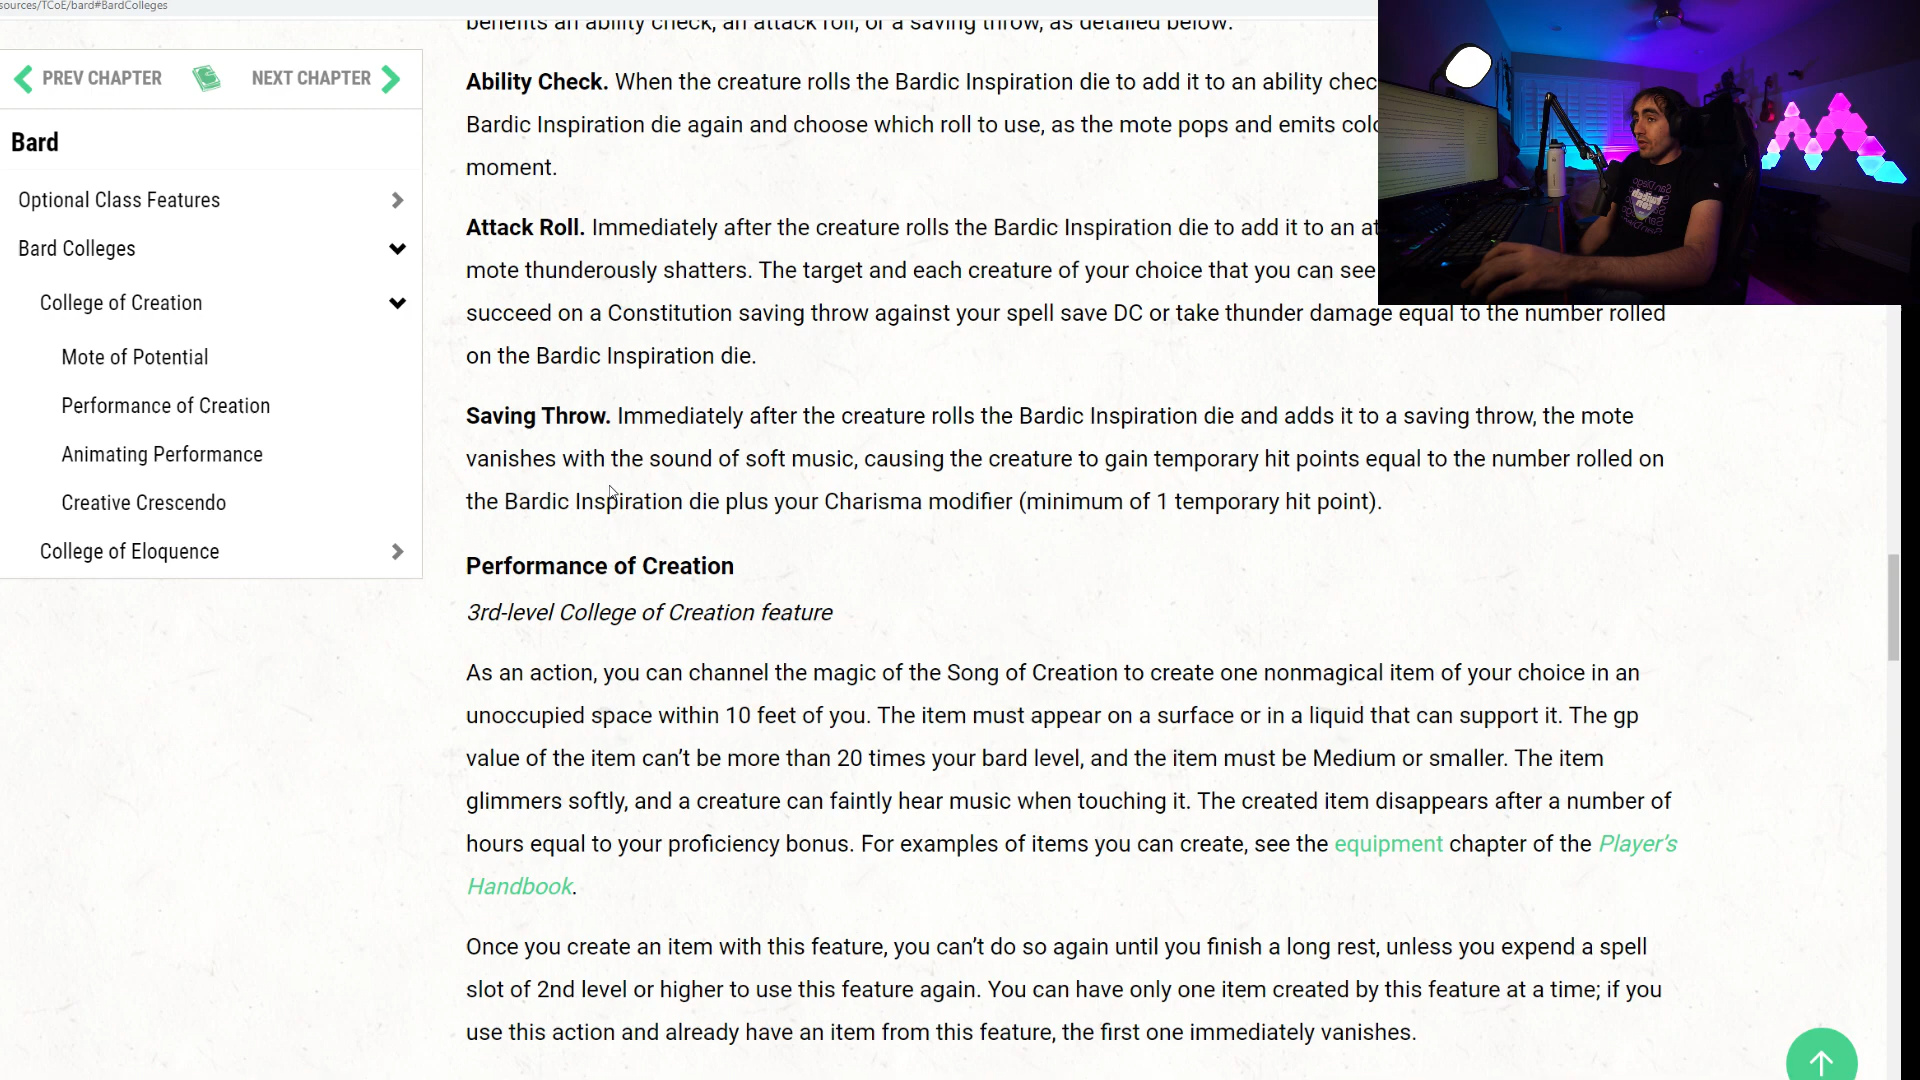 sources/TCoE/bard#BardColleges
benefits an ability check, an attack roll, or a saving throw, as detailed below.
PREV CHAPTER
NEXT CHAPTER
Bard
Optional Class Features
Bard Colleges
College of Creation
Mote of Potential
Performance of Creation
Animating Performance
Creative Crescendo
College of Eloquence
Ability Check. When the creature rolls the Bardic Inspiration die to add it to an ability chec
Bardic Inspiration die again and choose which roll to use, as the mote pops and emits colo
moment.
Attack Roll. Immediately after the creature rolls the Bardic Inspiration die to add it to an at
mote thunderously shatters. The target and each creature of your choice that you can see
succeed on a Constitution saving throw against your spell save DC or take thunder damage equal to the number rolled
on the Bardic Inspiration die.
Saving Throw. Immediately after the creature rolls the Bardic Inspiration die and adds it to a saving throw, the mote
vanishes with the sound of soft music, causing the creature to gain temporary hit points equal to the number rolled on
the Bardic Inspiration die plus your Charisma modifier (minimum of 1 temporary hit point).
Performance of Creation
3rd-level College of Creation feature
As an action, you can channel the magic of the Song of Creation to create one nonmagical item of your choice in an
unoccupied space within 10 feet of you. The item must appear on a surface or in a liquid that can support it. The gp
value of the item can’t be more than 20 times your bard level, and the item must be Medium or smaller. The item
glimmers softly, and a creature can faintly hear music when touching it. The created item disappears after a number of
hours equal to your proficiency bonus. For examples of items you can create, see the equipment chapter of the Player’s
Handbook.
Once you create an item with this feature, you can’t do so again until you finish a long rest, unless you expend a spell
slot of 2nd level or higher to use this feature again. You can have only one item created by this feature at a time; if you
use this action and already have an item from this feature, the first one immediately vanishes.